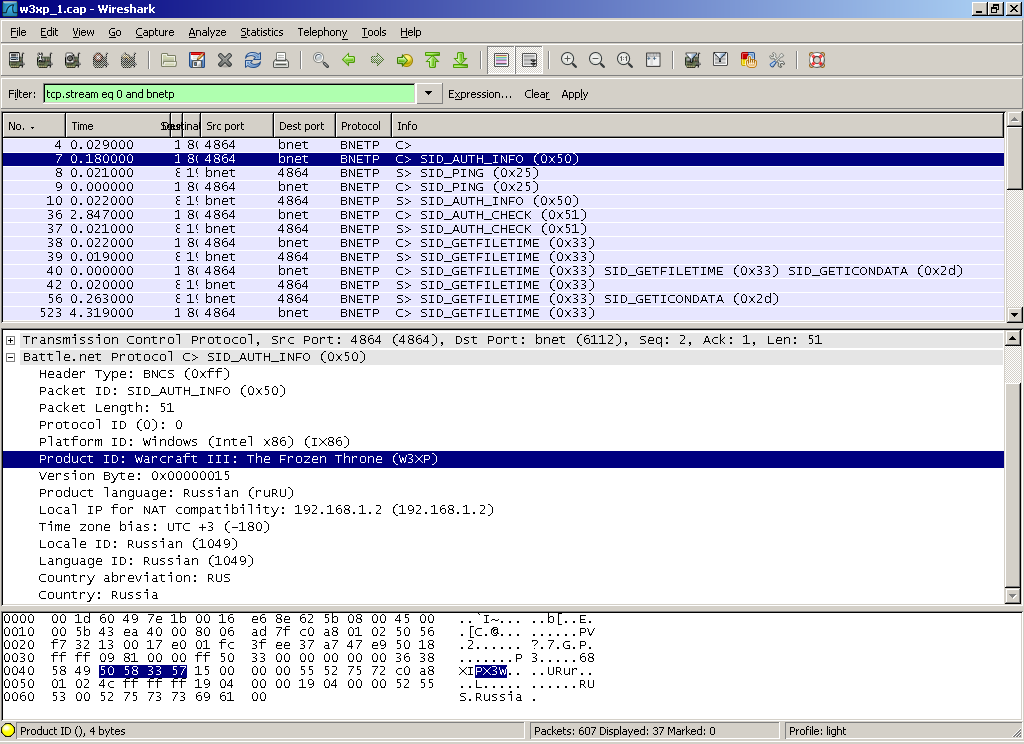 w3xp_1.cap - Wireshark
File Edit View Go Capture Analyze Statistics Telephony Tools Help
Filter: tcp.stream eq 0 and bnetp Expression... Clear Apply
No. . Time Src port Dest port Protocol Info
4 0.029000 1 8( 4864 bnet BNETP C>
7 0.180000 1 8( 4864 bnet BNETP C> SID_AUTH_INFO (0x50)
8 0.021000 8 19 bnet 4864 BNETP S> SID_PING (0x25)
9 0.000000 1 8( 4864 bnet BNETP C> SID_PING (0x25)
10 0.022000 8 19 bnet 4864 BNETP S> SID_AUTH_INFO (0x50)
36 2.847000 1 8( 4864 bnet BNETP C> SID_AUTH_CHECK (0x51)
37 0.021000 8 19 bnet 4864 BNETP S> SID_AUTH_CHECK (0x51)
38 0.022000 1 8( 4864 bnet BNETP C> SID_GETFILETIME (0x33)
39 0.019000 8 19 bnet 4864 BNETP S> SID_GETFILETIME (0x33)
40 0.000000 1 8( 4864 bnet BNETP C> SID_GETFILETIME (0x33) SID_GETFILETIME (0x33) SID_GETICONDATA (0x2d)
42 0.020000 8 19 bnet 4864 BNETP S> SID_GETFILETIME (0x33)
56 0.263000 8 19 bnet 4864 BNETP S> SID_GETFILETIME (0x33) SID_GETICONDATA (0x2d)
523 4.319000 1 8( 4864 bnet BNETP C> SID_GETFILETIME (0x33)
Transmission Control Protocol, Src Port: 4864 (4864), Dst Port: bnet (6112), Seq: 2, Ack: 1, Len: 51
Battle.net Protocol C> SID_AUTH_INFO (0x50)
Header Type: BNCS (0xff)
Packet ID: SID_AUTH_INFO (0x50)
Packet Length: 51
Protocol ID (0): 0
Platform ID: Windows (Intel x86) (IX86)
Product ID: Warcraft III: The Frozen Throne (W3XP)
Version Byte: 0x00000015
Product language: Russian (ruRU)
Local IP for NAT compatibility: 192.168.1.2 (192.168.1.2)
Time zone bias: UTC +3 (-180)
Locale ID: Russian (1049)
Language ID: Russian (1049)
Country abreviation: RUS
Country: Russia
0000 00 1d 60 49 7e 1b 00 16 e6 8e 62 5b 08 00 45 00 ..`I~... ..b[..E.
0010 00 5b 43 ea 40 00 80 06 ad 7f c0 a8 01 02 50 56 .[C.@... ......PV
0020 f7 32 13 00 17 e0 01 fc 3f ee 37 a7 47 e9 50 18 .2...... ?.7.G.P.
0030 ff ff 09 81 00 00 ff 50 33 00 00 00 00 00 36 38 .......P 3.....68
0040 58 49 50 58 33 57 15 00 00 00 55 52 75 72 c0 a8 XIPX3W.. ..URur..
0050 01 02 4c ff ff ff 19 04 00 00 19 04 00 00 52 55 ..L..... ......RU
0060 53 00 52 75 73 73 69 61 00 S.Russia .
Product ID (), 4 bytes Packets: 607 Displayed: 37 Marked: 0 Profile: light